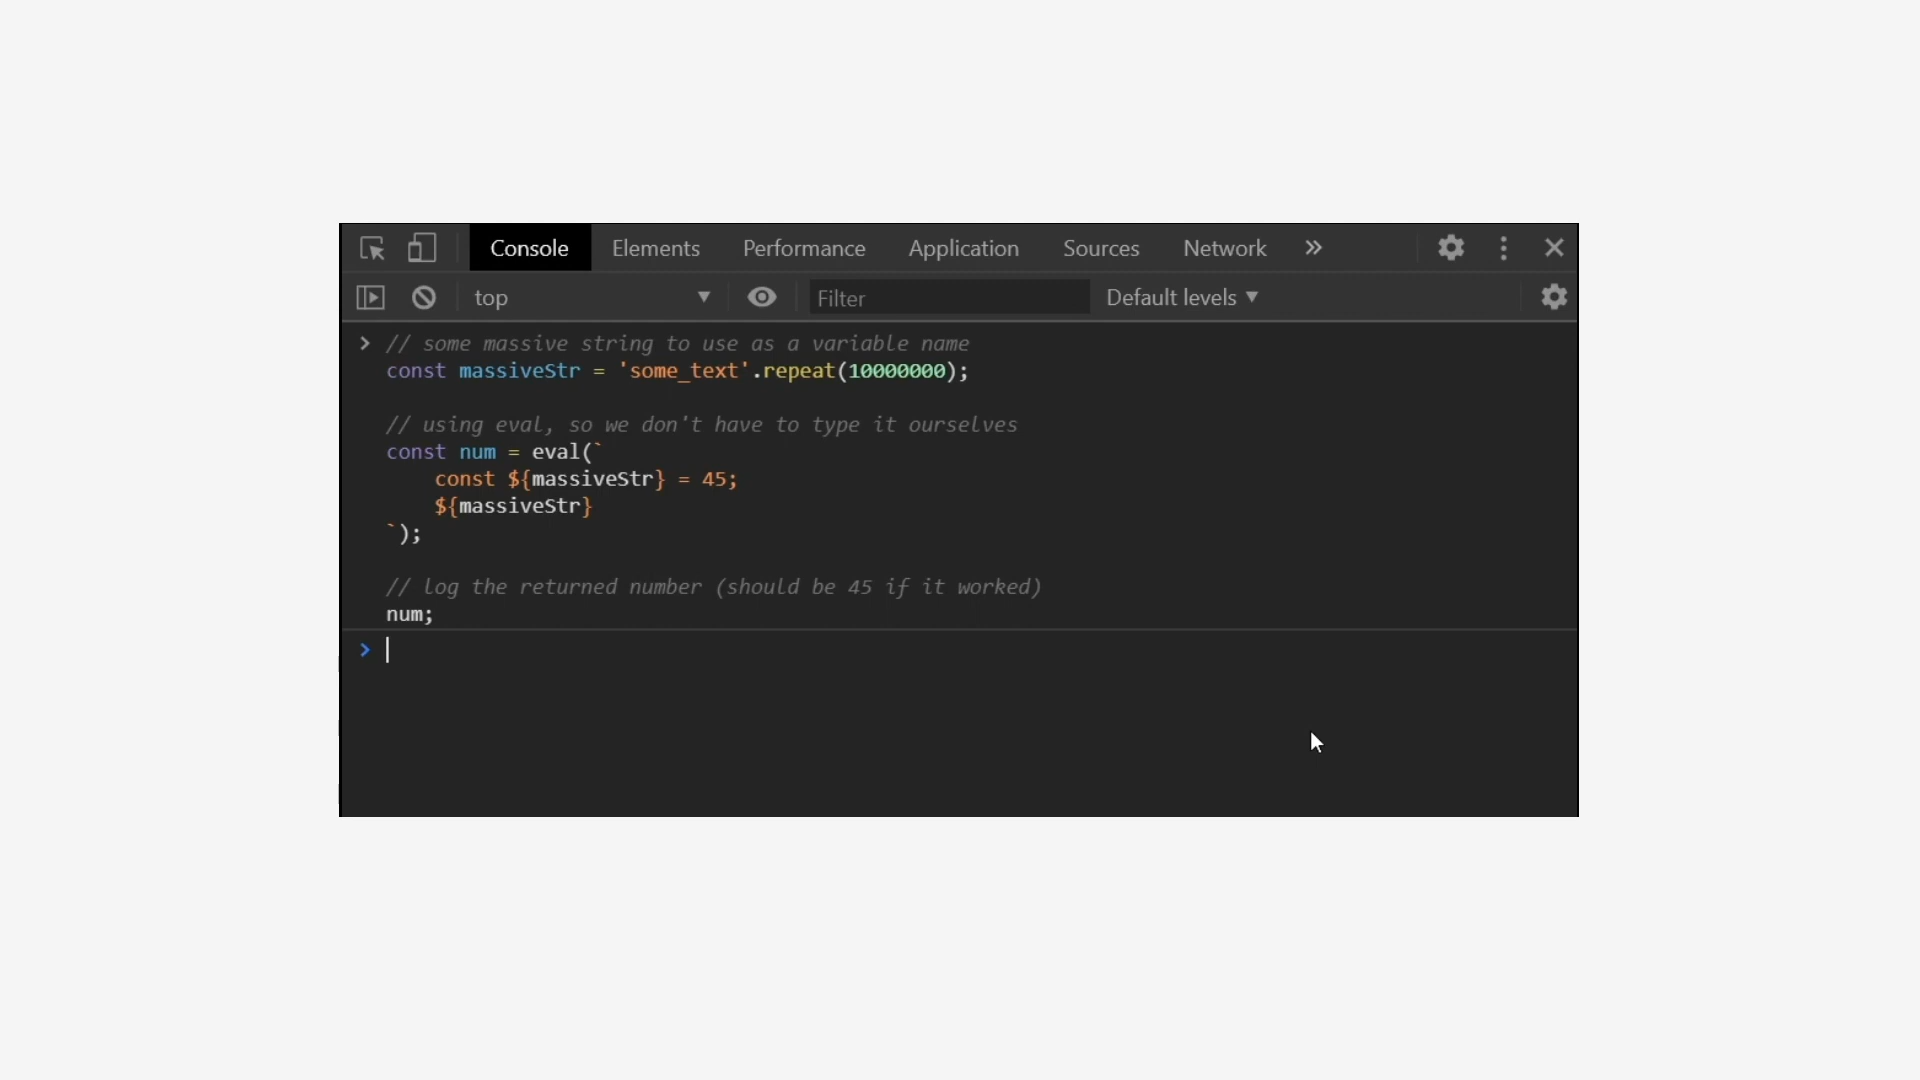 Console Elements Performance Application Sources Network »
top ▼ Filter Default levels ▼
> // some massive string to use as a variable name
const massiveStr = 'some_text'.repeat(10000000);
// using eval, so we don't have to type it ourselves
const num = eval(`
const ${massiveStr} = 45;
${massiveStr}
`);
// log the returned number (should be 45 if it worked)
num;
>